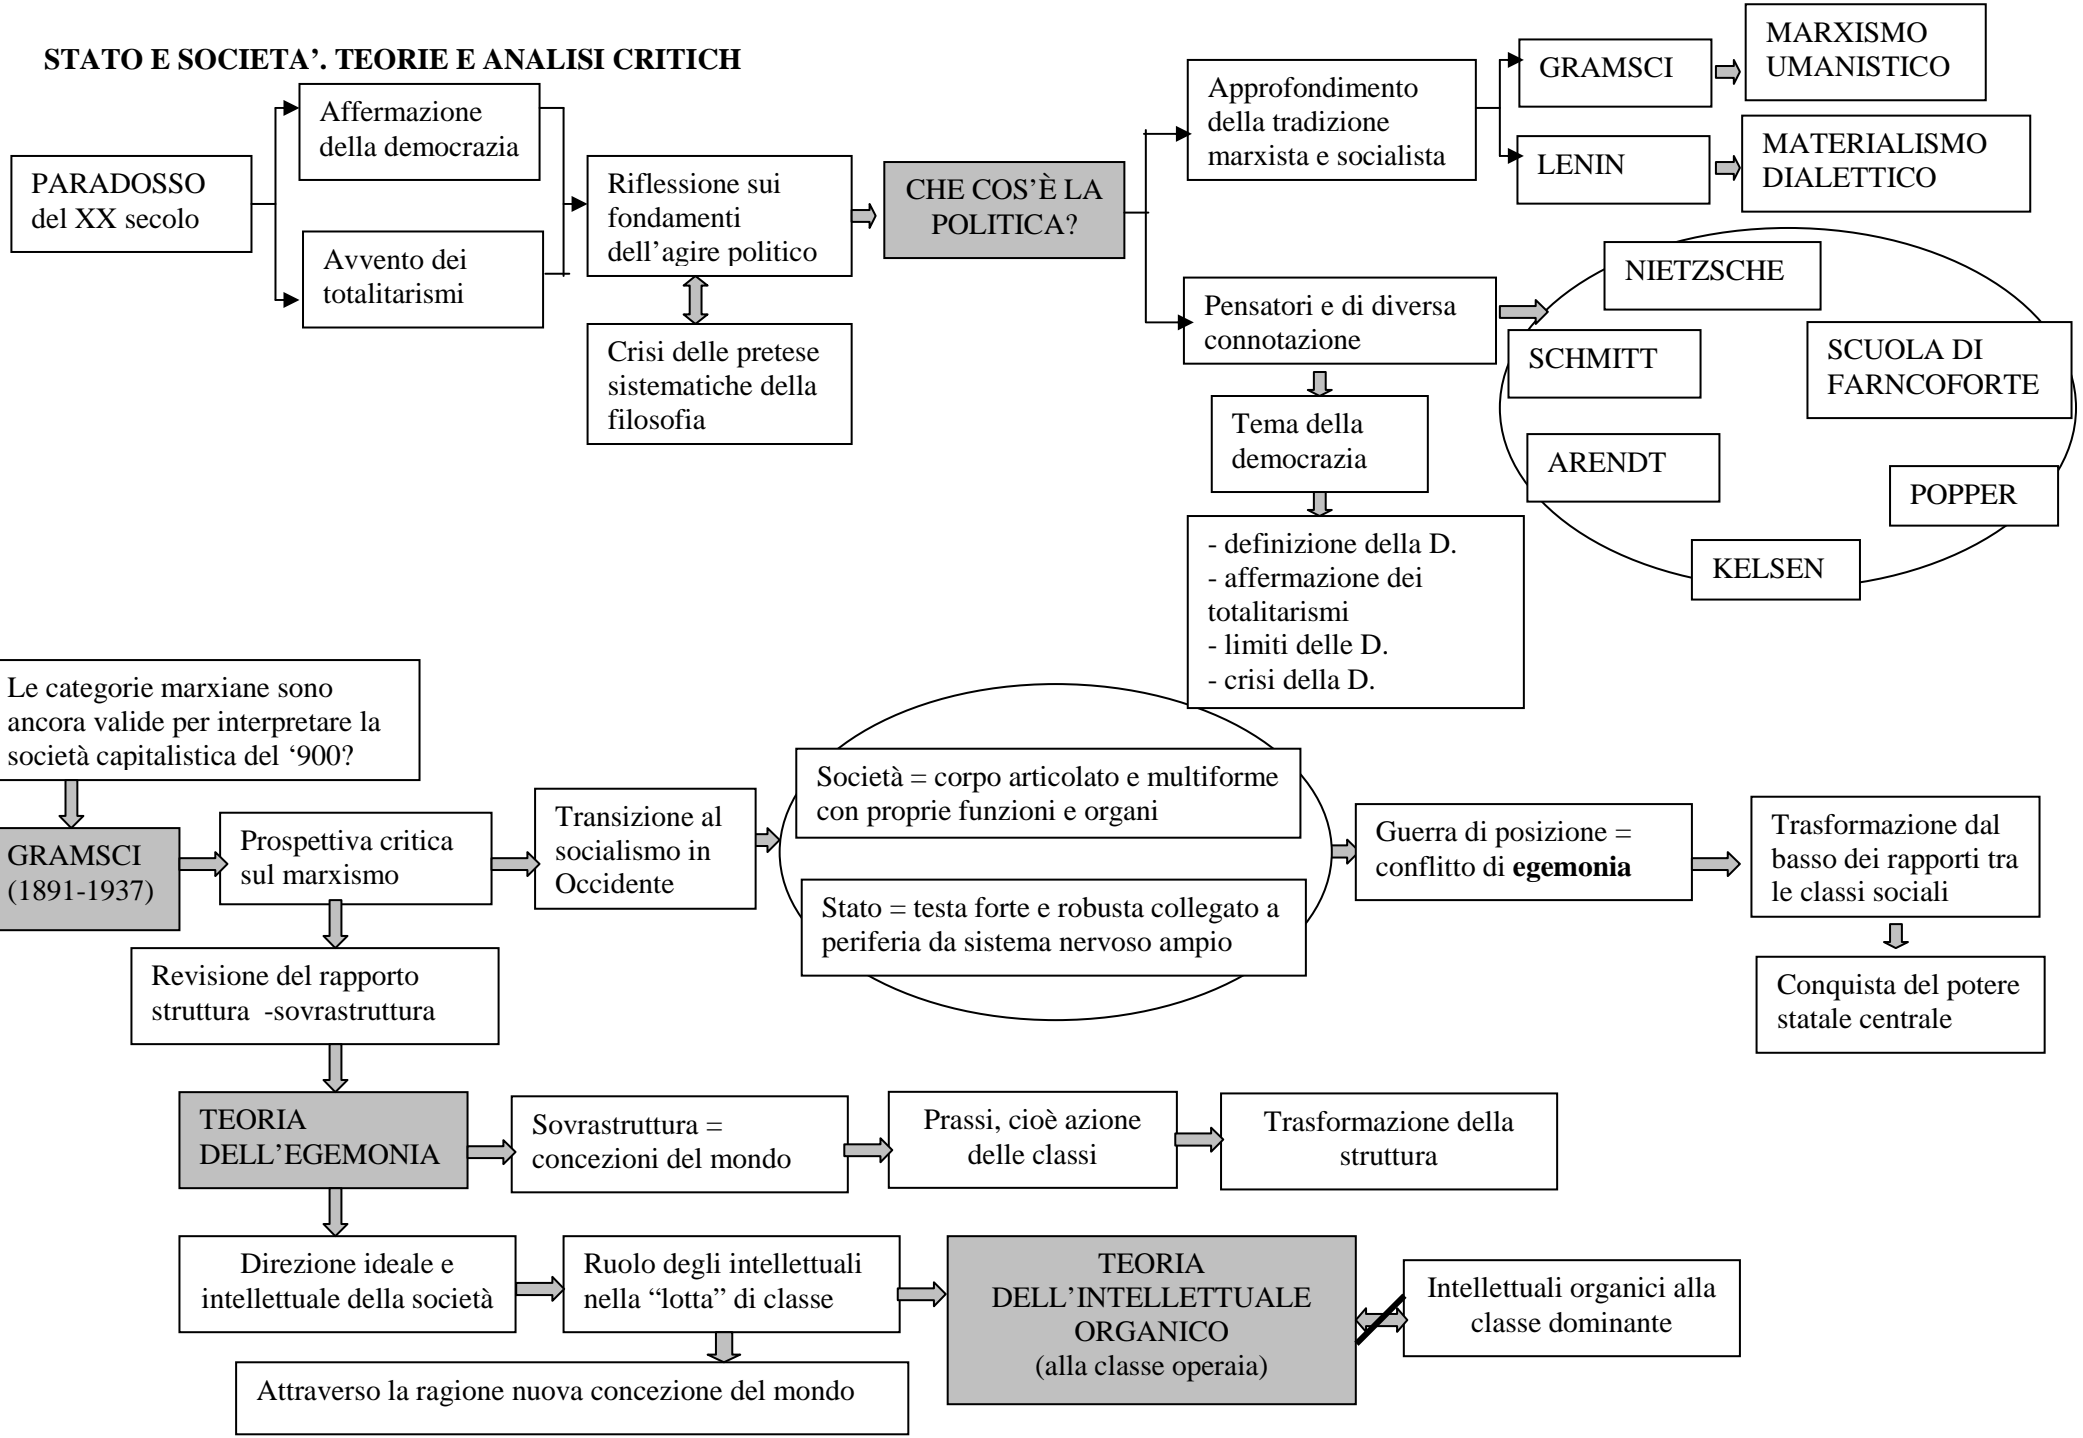 STATO E SOCIETA’. TEORIE E ANALISI CRITICH
PARADOSSO
del XX secolo
Affermazione
della democrazia
Avvento dei
totalitarismi
Riflessione sui
fondamenti
dell’agire politico
Crisi delle pretese
sistematiche della
filosofia
CHE COS’È LA
POLITICA?
Approfondimento
della tradizione
marxista e socialista
GRAMSCI
MARXISMO
UMANISTICO
LENIN
MATERIALISMO
DIALETTICO
Pensatori e di diversa
connotazione
NIETZSCHE
SCHMITT
SCUOLA DI
FARNCOFORTE
ARENDT
POPPER
KELSEN
Tema della
democrazia
- definizione della D.
- affermazione dei
totalitarismi
- limiti delle D.
- crisi della D.
Le categorie marxiane sono
ancora valide per interpretare la
società capitalistica del ‘900?
GRAMSCI
(1891-1937)
Prospettiva critica
sul marxismo
Transizione al
socialismo in
Occidente
Società = corpo articolato e multiforme
con proprie funzioni e organi
Stato = testa forte e robusta collegato a
periferia da sistema nervoso ampio
Guerra di posizione =
conflitto di egemonia
Trasformazione dal
basso dei rapporti tra
le classi sociali
Conquista del potere
statale centrale
Revisione del rapporto
struttura -sovrastruttura
TEORIA
DELL’EGEMONIA
Sovrastruttura =
concezioni del mondo
Prassi, cioè azione
delle classi
Trasformazione della
struttura
Direzione ideale e
intellettuale della società
Ruolo degli intellettuali
nella “lotta” di classe
TEORIA
DELL’INTELLETTUALE
ORGANICO
(alla classe operaia)
Intellettuali organici alla
classe dominante
Attraverso la ragione nuova concezione del mondo